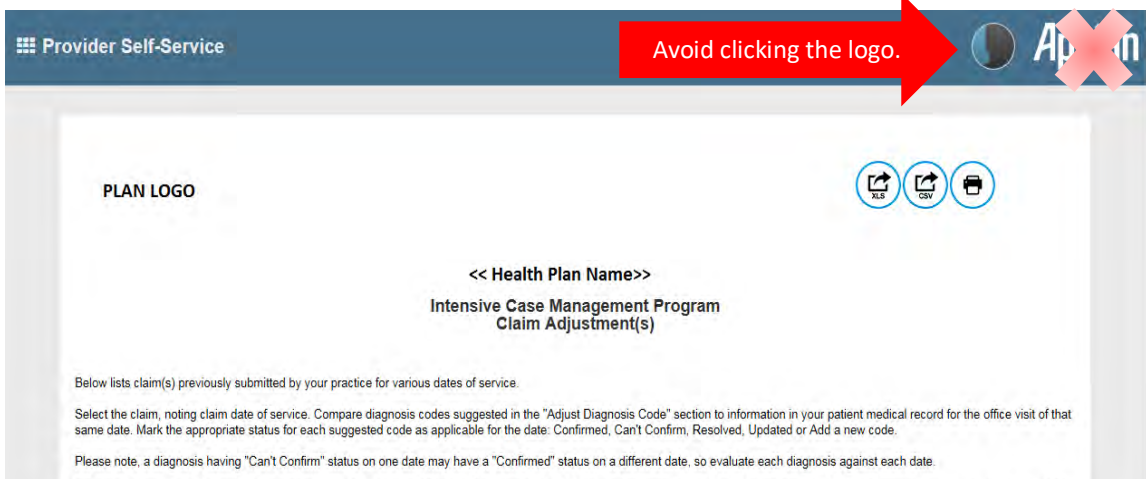 Provider Self-Service
Avoid clicking the logo.
PLAN LOGO
XLS
CSV
<< Health Plan Name>>
Intensive Case Management Program
Claim Adjustment(s)
Below lists claim(s) previously submitted by your practice for various dates of service.
Select the claim, noting claim date of service. Compare diagnosis codes suggested in the "Adjust Diagnosis Code" section to information in your patient medical record for the office visit of that
same date. Mark the appropriate status for each suggested code as applicable for the date: Confirmed, Can't Confirm, Resolved, Updated or Add a new code.
Please note, a diagnosis having "Can't Confirm" status on one date may have a "Confirmed" status on a different date, so evaluate each diagnosis against each date.